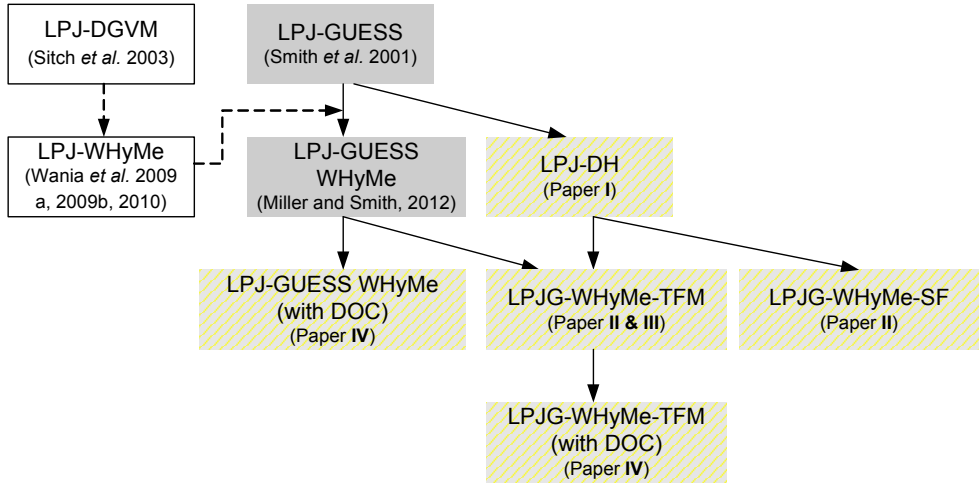 LPJ-DGVM
(Sitch et al. 2003)
LPJ-GUESS
(Smith et al. 2001)
LPJ-WHyMe
(Wania et al. 2009
a, 2009b, 2010)
LPJ-GUESS
WHyMe
(Miller and Smith, 2012)
LPJ-DH
(Paper I)
LPJ-GUESS WHyMe
(with DOC)
(Paper IV)
LPJG-WHyMe-TFM
(Paper II & III)
LPJG-WHyMe-SF
(Paper II)
LPJG-WHyMe-TFM
(with DOC)
(Paper IV)